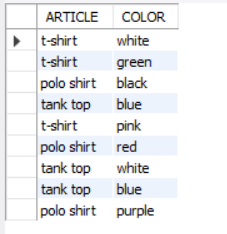 ARTICLE COLOR
t-shirt white
t-shirt green
polo shirt black
tank top blue
t-shirt pink
polo shirt red
tank top white
tank top blue
polo shirt purple